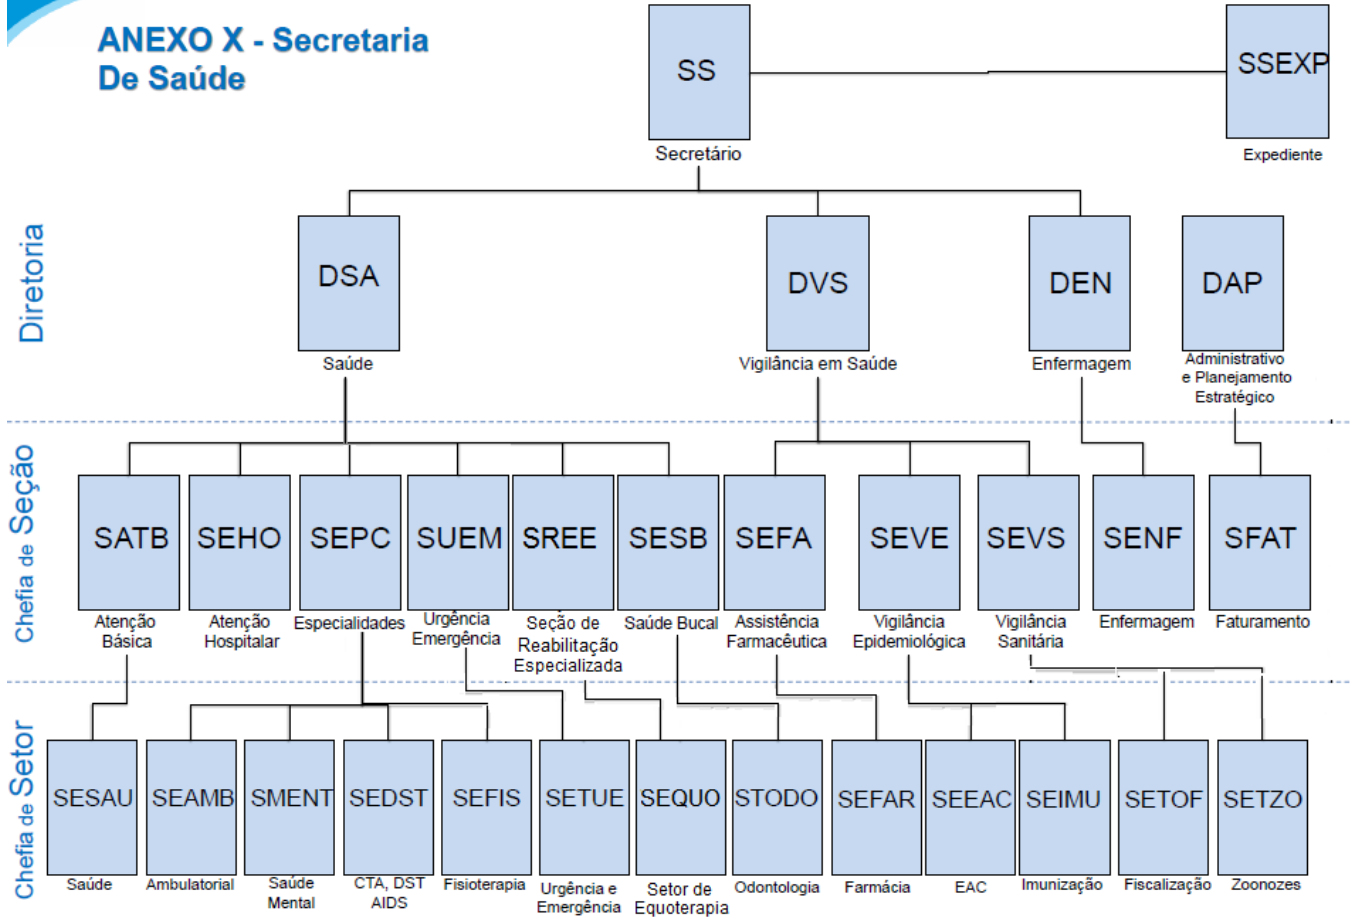 ANEXO X - Secretaria
De Saúde
SS
Secretário
SSEXP
Expediente
Diretoria
DSA
Saúde
DVS
Vigilância em Saúde
DEN
Enfermagem
DAP
Administrativo
e Planejamento
Estratégico
Chefia de Seção
SATB
Atenção
Básica
SEHO
Atenção
Hospitalar
SEPC
Especialidades
SUEM
Urgência
Emergência
SREE
Seção de
Reabilitação
Especializada
SESB
Saúde Bucal
SEFA
Assistência
Farmacêutica
SEVE
Vigilância
Epidemiológica
SEVS
Vigilância
Sanitária
SENF
Enfermagem
SFAT
Faturamento
Chefia de Setor
SESAU
Saúde
SEAMB
Ambulatorial
SMENT
Saúde
Mental
SEDST
CTA, DST
AIDS
SEFIS
Fisioterapia
SETUE
Urgência e
Emergência
SEQUO
Setor de
Equoterapia
STODO
Odontologia
SEFAR
Farmácia
SEEAC
EAC
SEIMU
Imunização
SETOF
Fiscalização
SETZO
Zoonozes